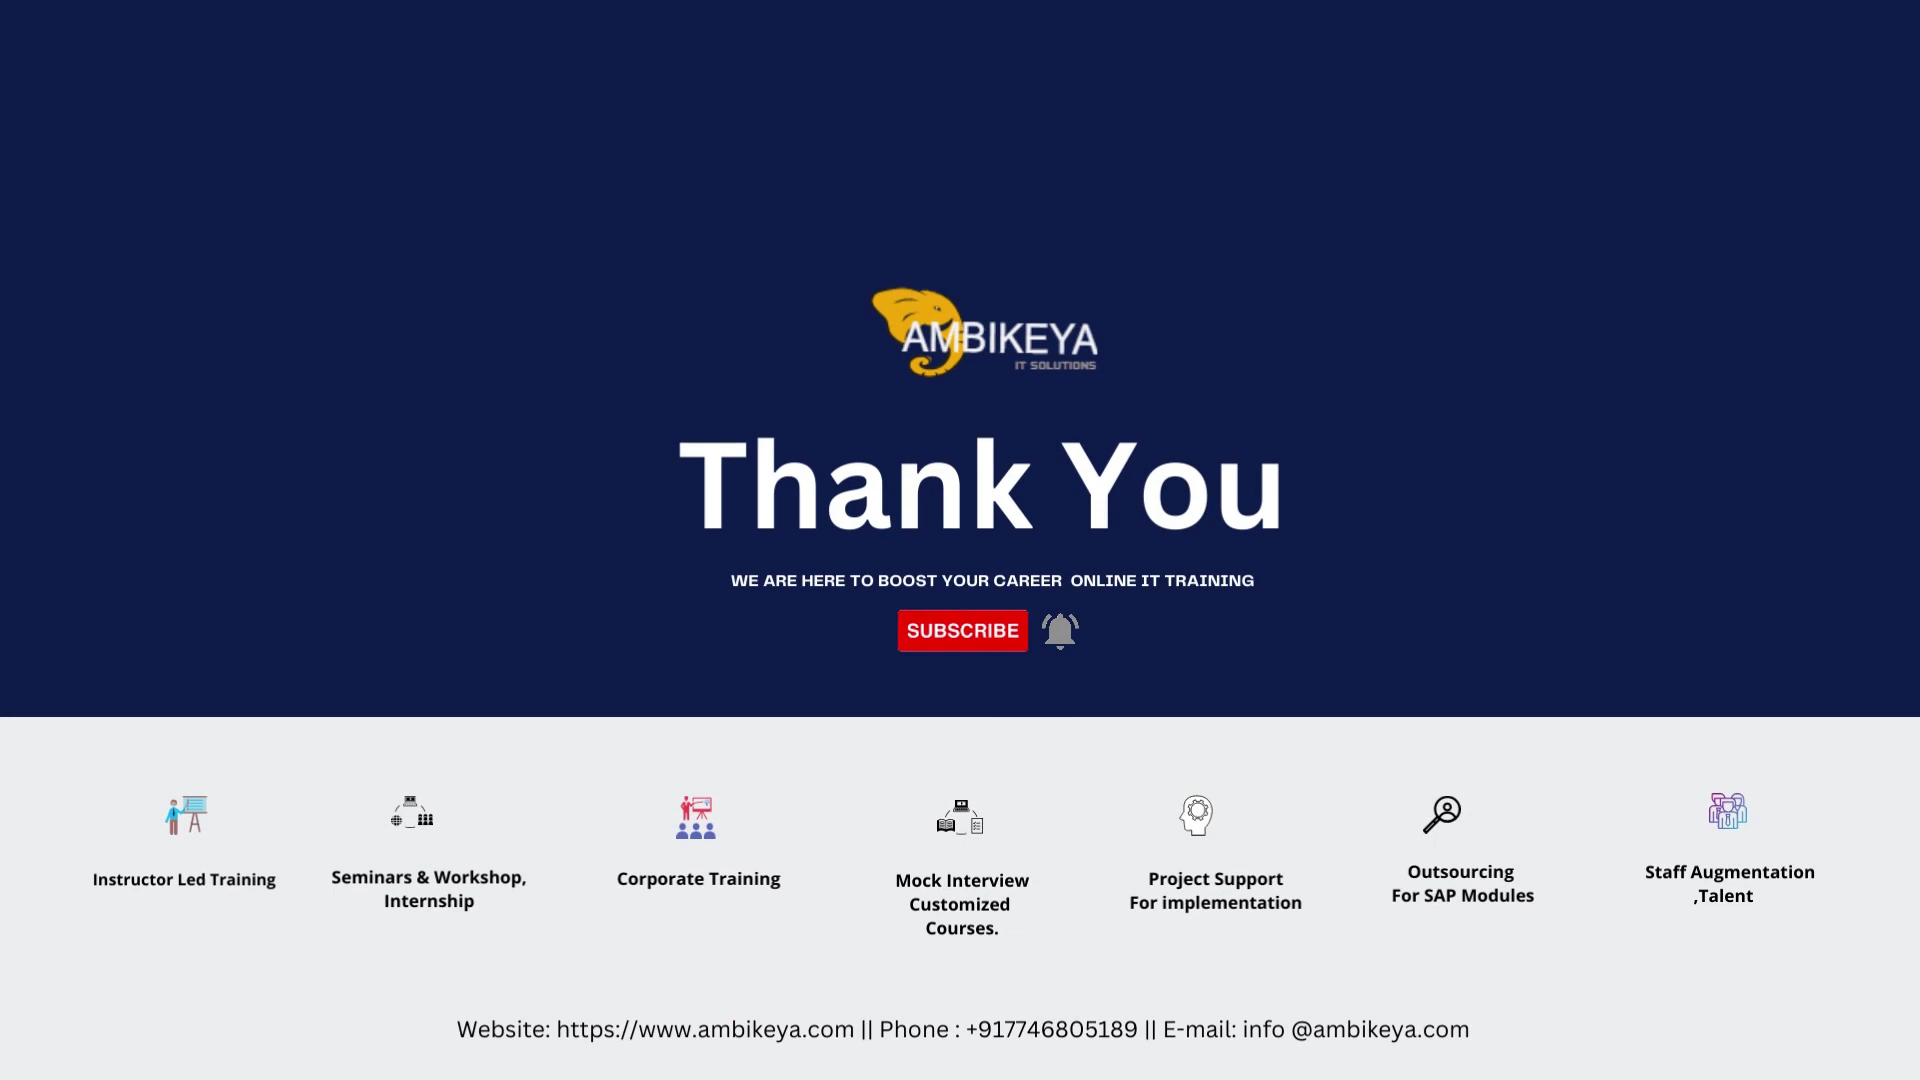 AMBIKEYA
IT SOLUTIONS
Thank You
WE ARE HERE TO BOOST YOUR CAREER ONLINE IT TRAINING
SUBSCRIBE
Instructor Led Training
Seminars & Workshop,
Internship
Corporate Training
Mock Interview
Customized
Courses.
Project Support
For implementation
Outsourcing
For SAP Modules
Staff Augmentation
,Talent
Website: https://www.ambikeya.com || Phone : +917746805189 || E-mail: info @ambikeya.com